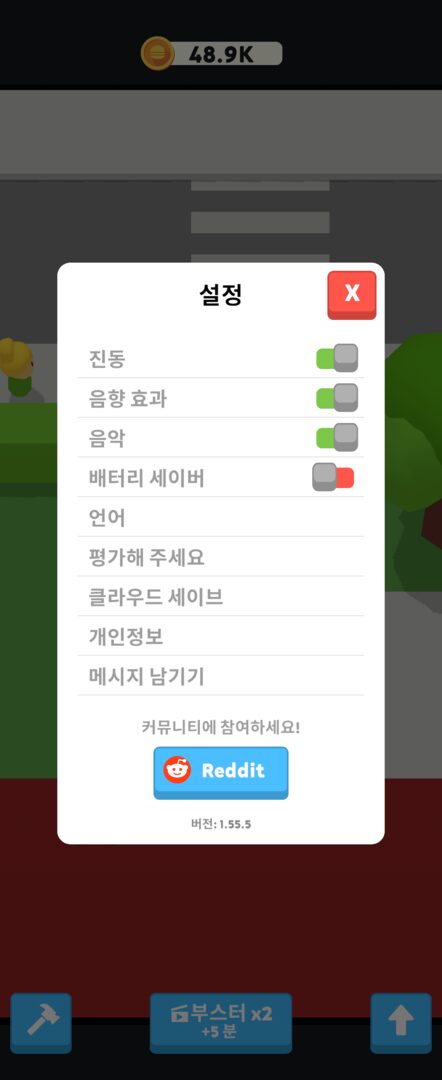 48.9K
설정
X
진동
음향 효과
음악
배터리 세이버
언어
평가해 주세요
클라우드 세이브
개인정보
메시지 남기기
커뮤니티에 참여하세요!
Reddit
버전: 1.55.5
부스터 x2
+5 분